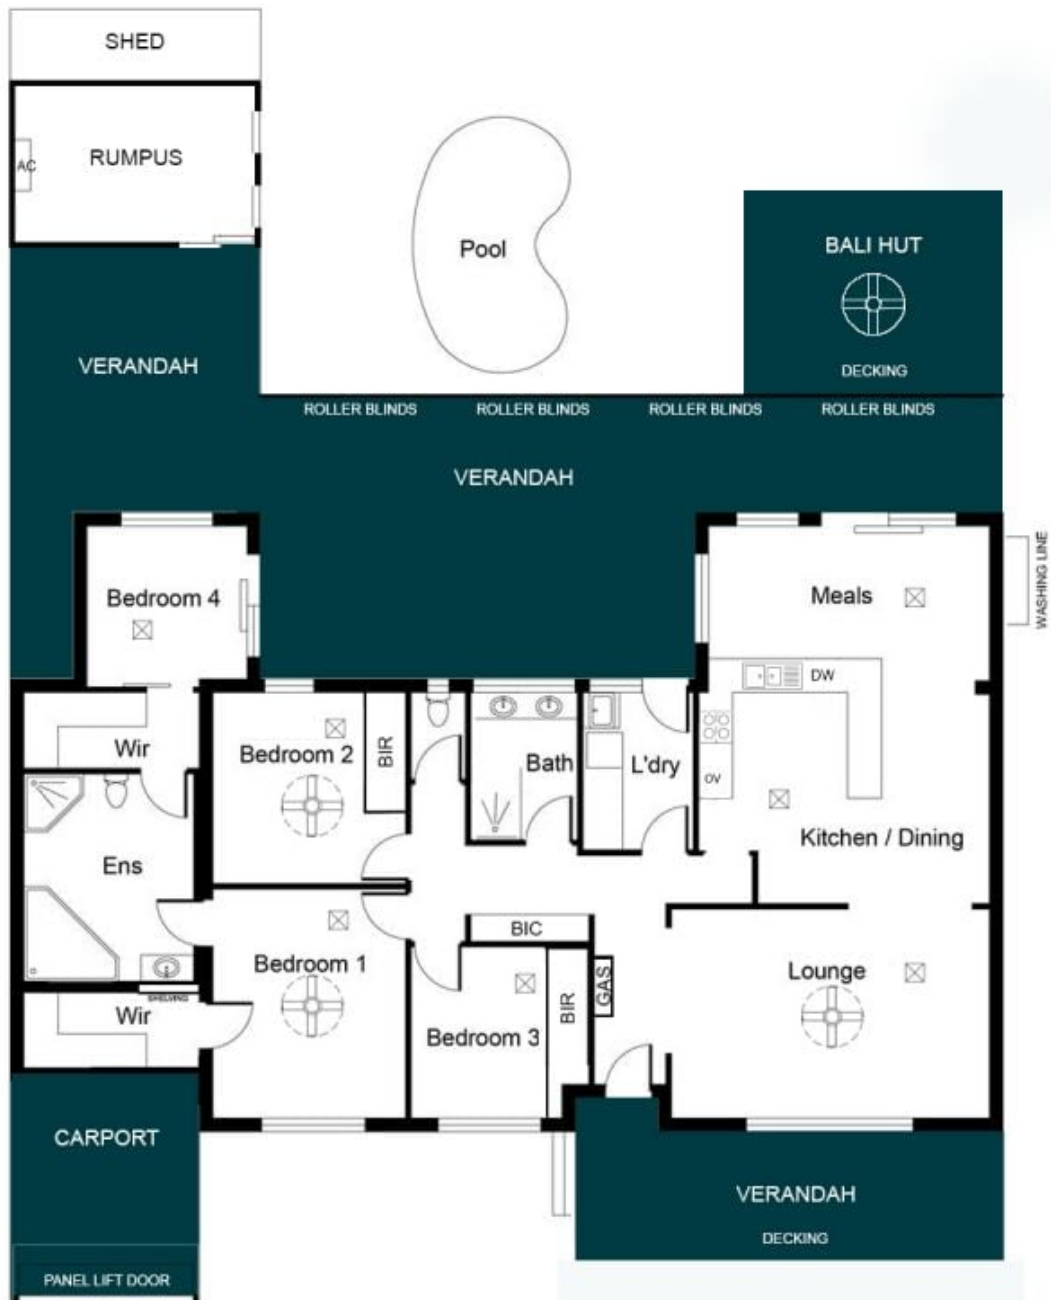 SHED
RUMPUS
AC
Pool
BALI HUT
DECKING
VERANDAH
ROLLER BLINDS
ROLLER BLINDS
ROLLER BLINDS
ROLLER BLINDS
VERANDAH
WASHING LINE
Bedroom 4
Meals
DW
Wir
Bedroom 2
BIR
Bath
L'dry
OV
Kitchen / Dining
Ens
BIC
Bedroom 1
Lounge
SHELVING
Wir
Bedroom 3
BIR
GAS
CARPORT
VERANDAH
DECKING
PANEL LIFT DOOR